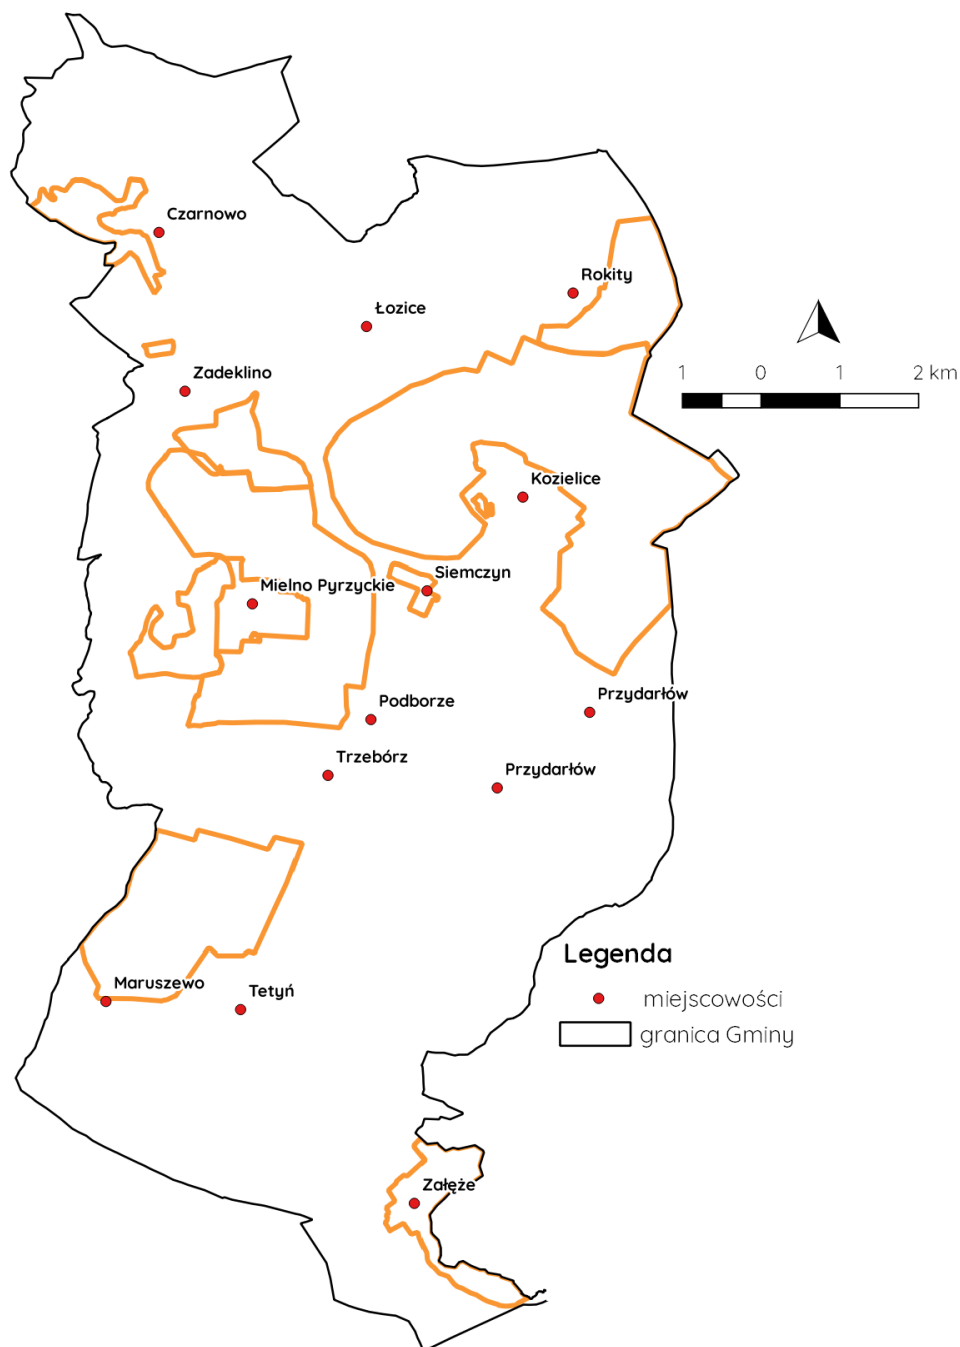 Czarnowo
Rokity
Łozice
Zadeklino
1 0 1 2 km
Kozielice
Siemczyn
Mielno Pyrzyckie
Przydarłów
Podborze
Trzebórz
Przydarłów
Legenda
Maruszewo
Tetyń
miejscowości
granica Gminy
Załęże